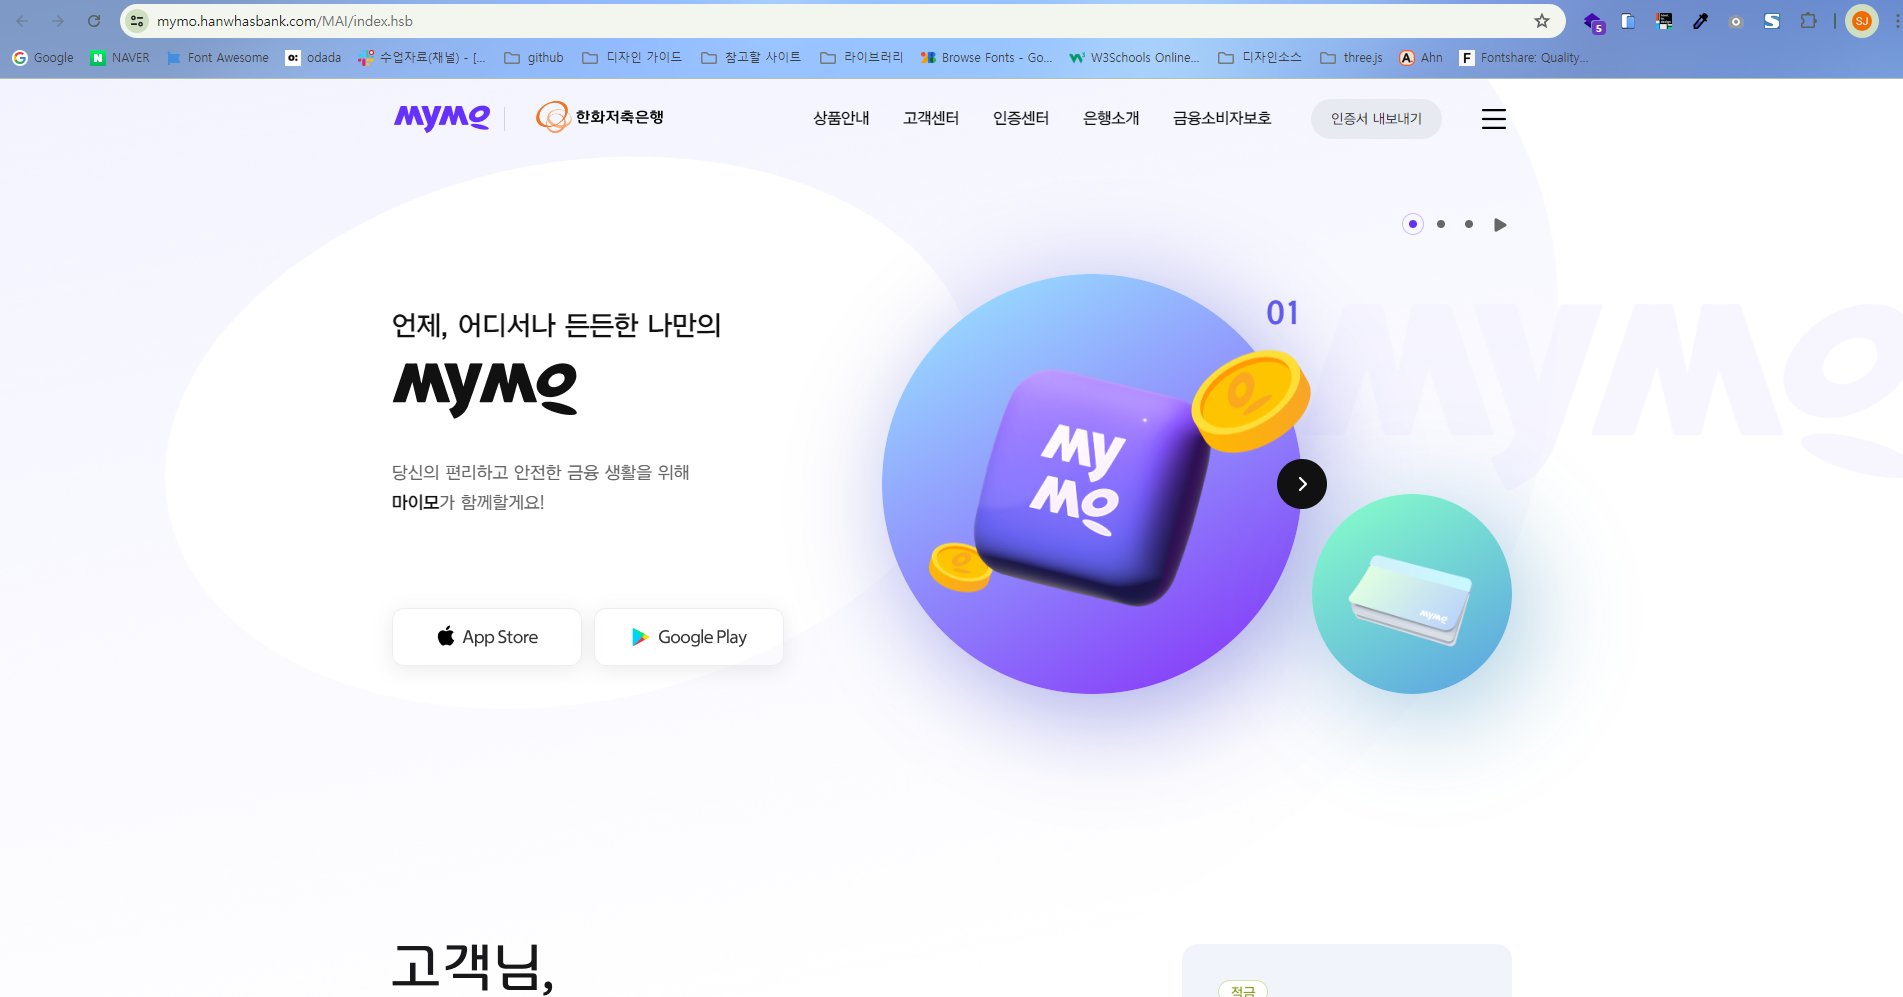 mymo.hanwhasbank.com/MAI/index.hsb
5
SJ
Google
NAVER
Font Awesome
odada
수업자료(채널) - [...
github
디자인 가이드
참고할 사이트
라이브러리
Browse Fonts - Go...
W3Schools Online...
디자인소스
three.js
Ahn
Fontshare: Quality...
MYMO
한화저축은행
상품안내
고객센터
인증센터
은행소개
금융소비자보호
인증서 내보내기
언제, 어디서나 든든한 나만의
MYMO
당신의 편리하고 안전한 금융 생활을 위해
마이모가 함께할게요!
App Store
Google Play
01
MY
MO
MYMO
MYMO
고객님,
적금